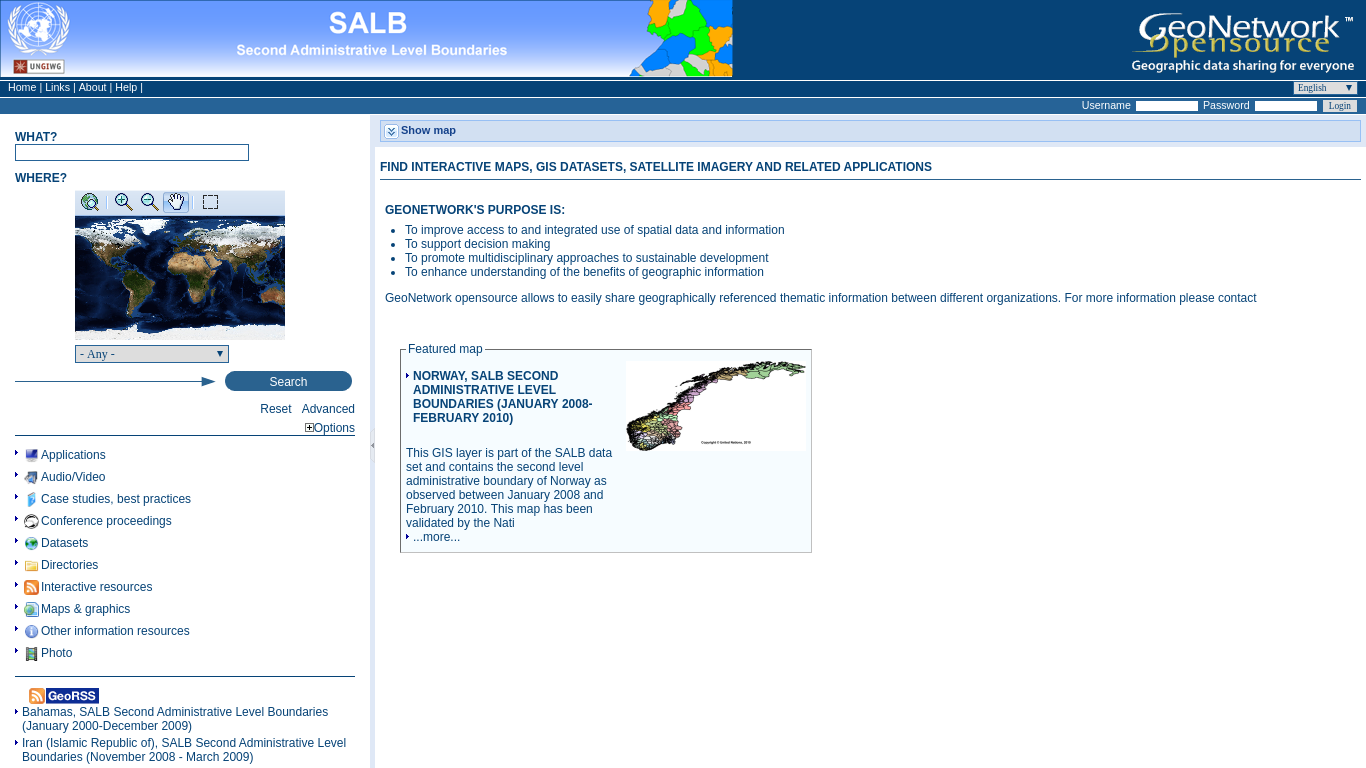 SALB
Second Administrative Level Boundaries
UNGIWG
GeoNetwork™
Opensource
Geographic data sharing for everyone
Home | Links | About | Help |
English
Username Password Login
WHAT?
WHERE?
- Any -
Search
Reset Advanced
Options
Applications
Audio/Video
Case studies, best practices
Conference proceedings
Datasets
Directories
Interactive resources
Maps & graphics
Other information resources
Photo
GeoRSS
Bahamas, SALB Second Administrative Level Boundaries
(January 2000-December 2009)
Iran (Islamic Republic of), SALB Second Administrative Level
Boundaries (November 2008 - March 2009)
Show map
FIND INTERACTIVE MAPS, GIS DATASETS, SATELLITE IMAGERY AND RELATED APPLICATIONS
GEONETWORK'S PURPOSE IS:
To improve access to and integrated use of spatial data and information
To support decision making
To promote multidisciplinary approaches to sustainable development
To enhance understanding of the benefits of geographic information
GeoNetwork opensource allows to easily share geographically referenced thematic information between different organizations. For more information please contact
Featured map
NORWAY, SALB SECOND
ADMINISTRATIVE LEVEL
BOUNDARIES (JANUARY 2008-
FEBRUARY 2010)
Copyright © United Nations, 2010
This GIS layer is part of the SALB data
set and contains the second level
administrative boundary of Norway as
observed between January 2008 and
February 2010. This map has been
validated by the Nati
...more...